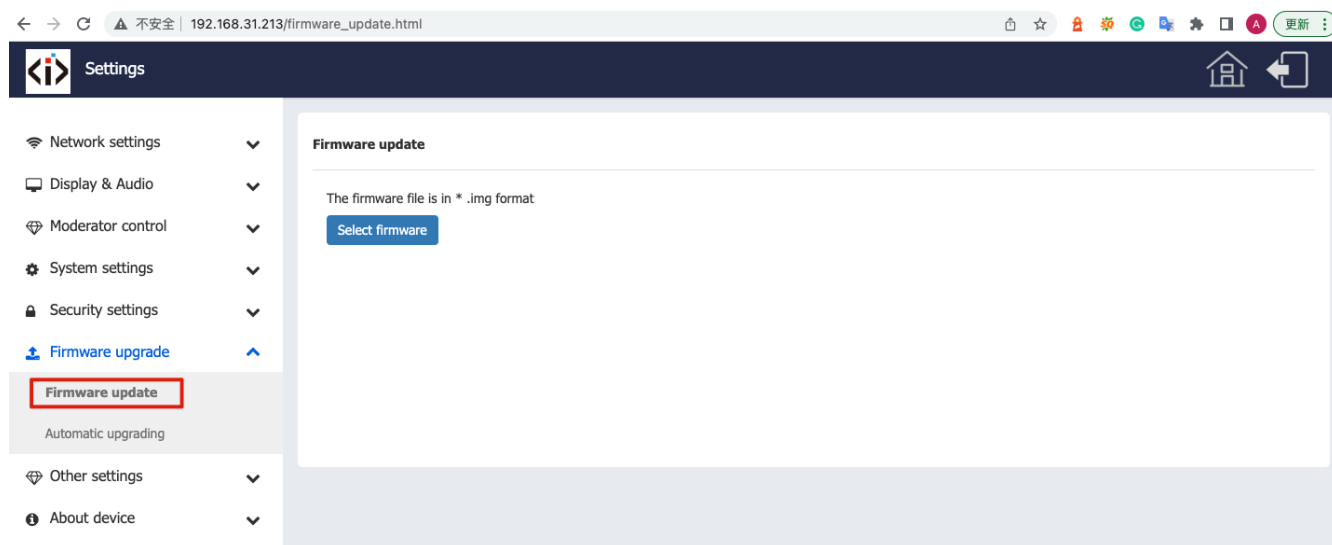 不安全 | 192.168.31.213/firmware_update.html
A
更新
<i>
Settings
Network settings
Display & Audio
Moderator control
System settings
Security settings
Firmware upgrade
Firmware update
Automatic upgrading
Other settings
About device
Firmware update
The firmware file is in * .img format
Select firmware